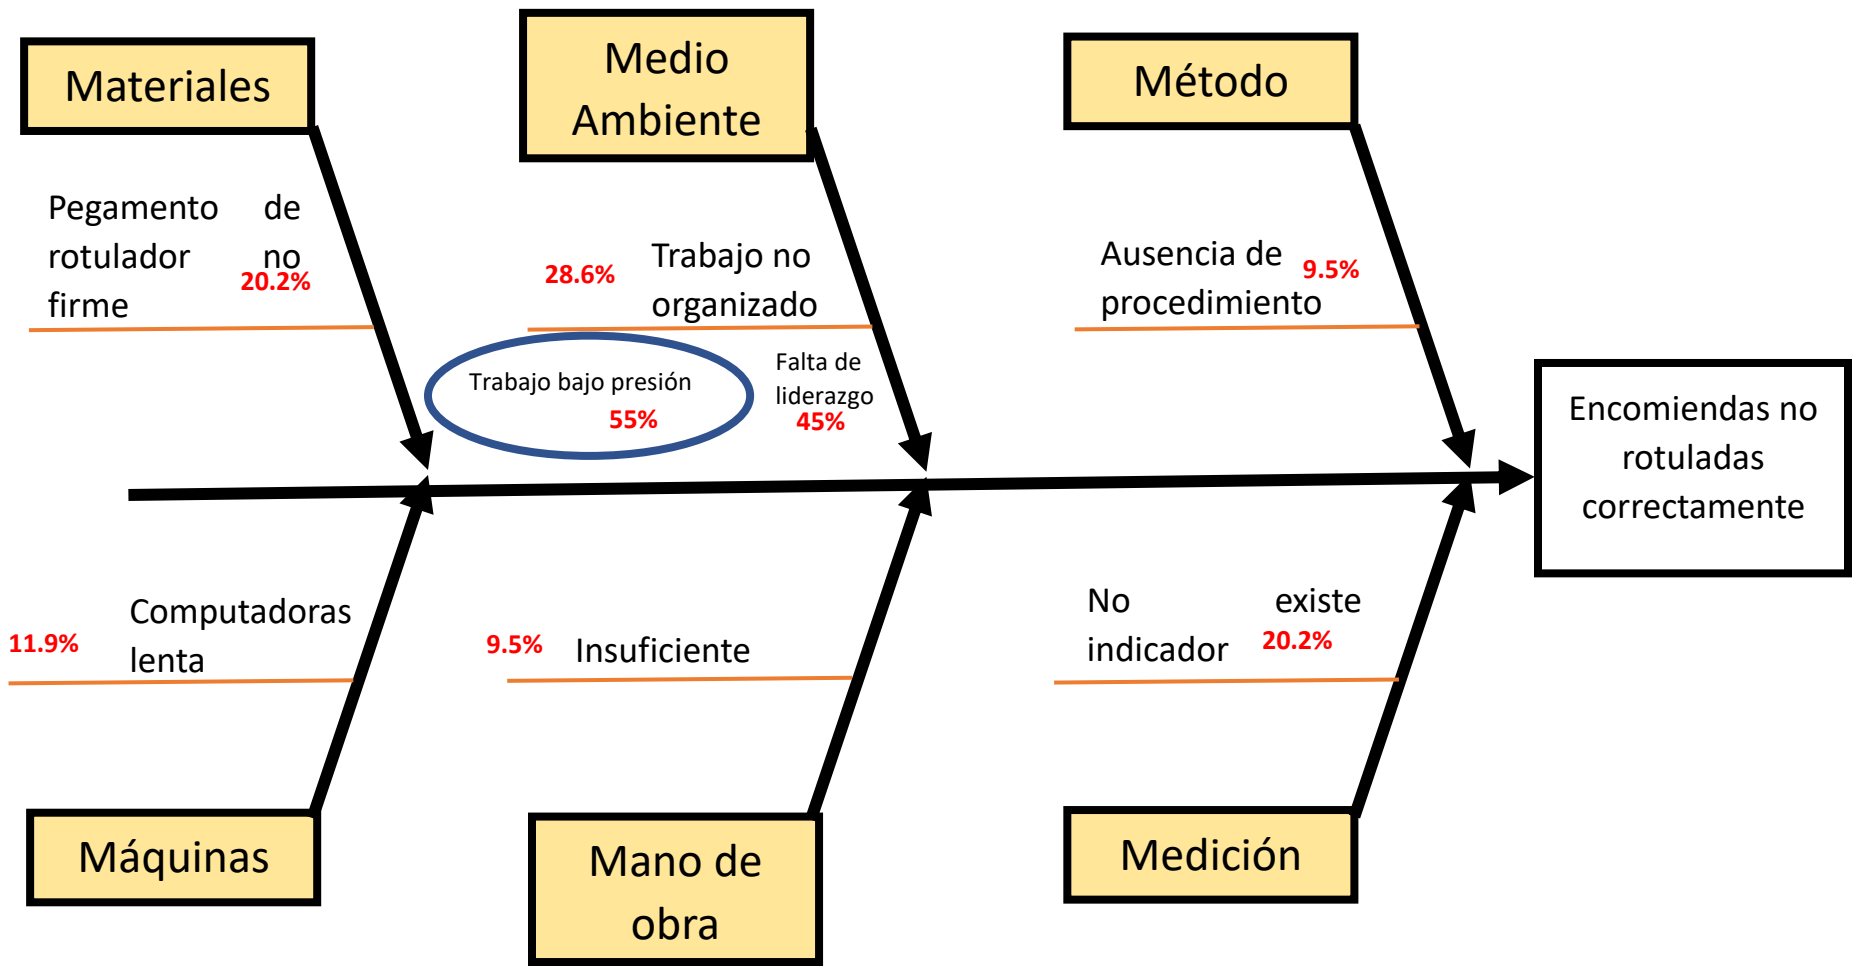 Materiales
Medio
Ambiente
Método
Pegamento de
rotulador no
firme
20.2%
28.6%
Trabajo no
organizado
Ausencia de
procedimiento
9.5%
Trabajo bajo presión
55%
Falta de
liderazgo
45%
Encomiendas no
rotuladas
correctamente
11.9%
Computadoras
lenta
9.5%
Insuficiente
No existe
indicador
20.2%
Máquinas
Mano de
obra
Medición